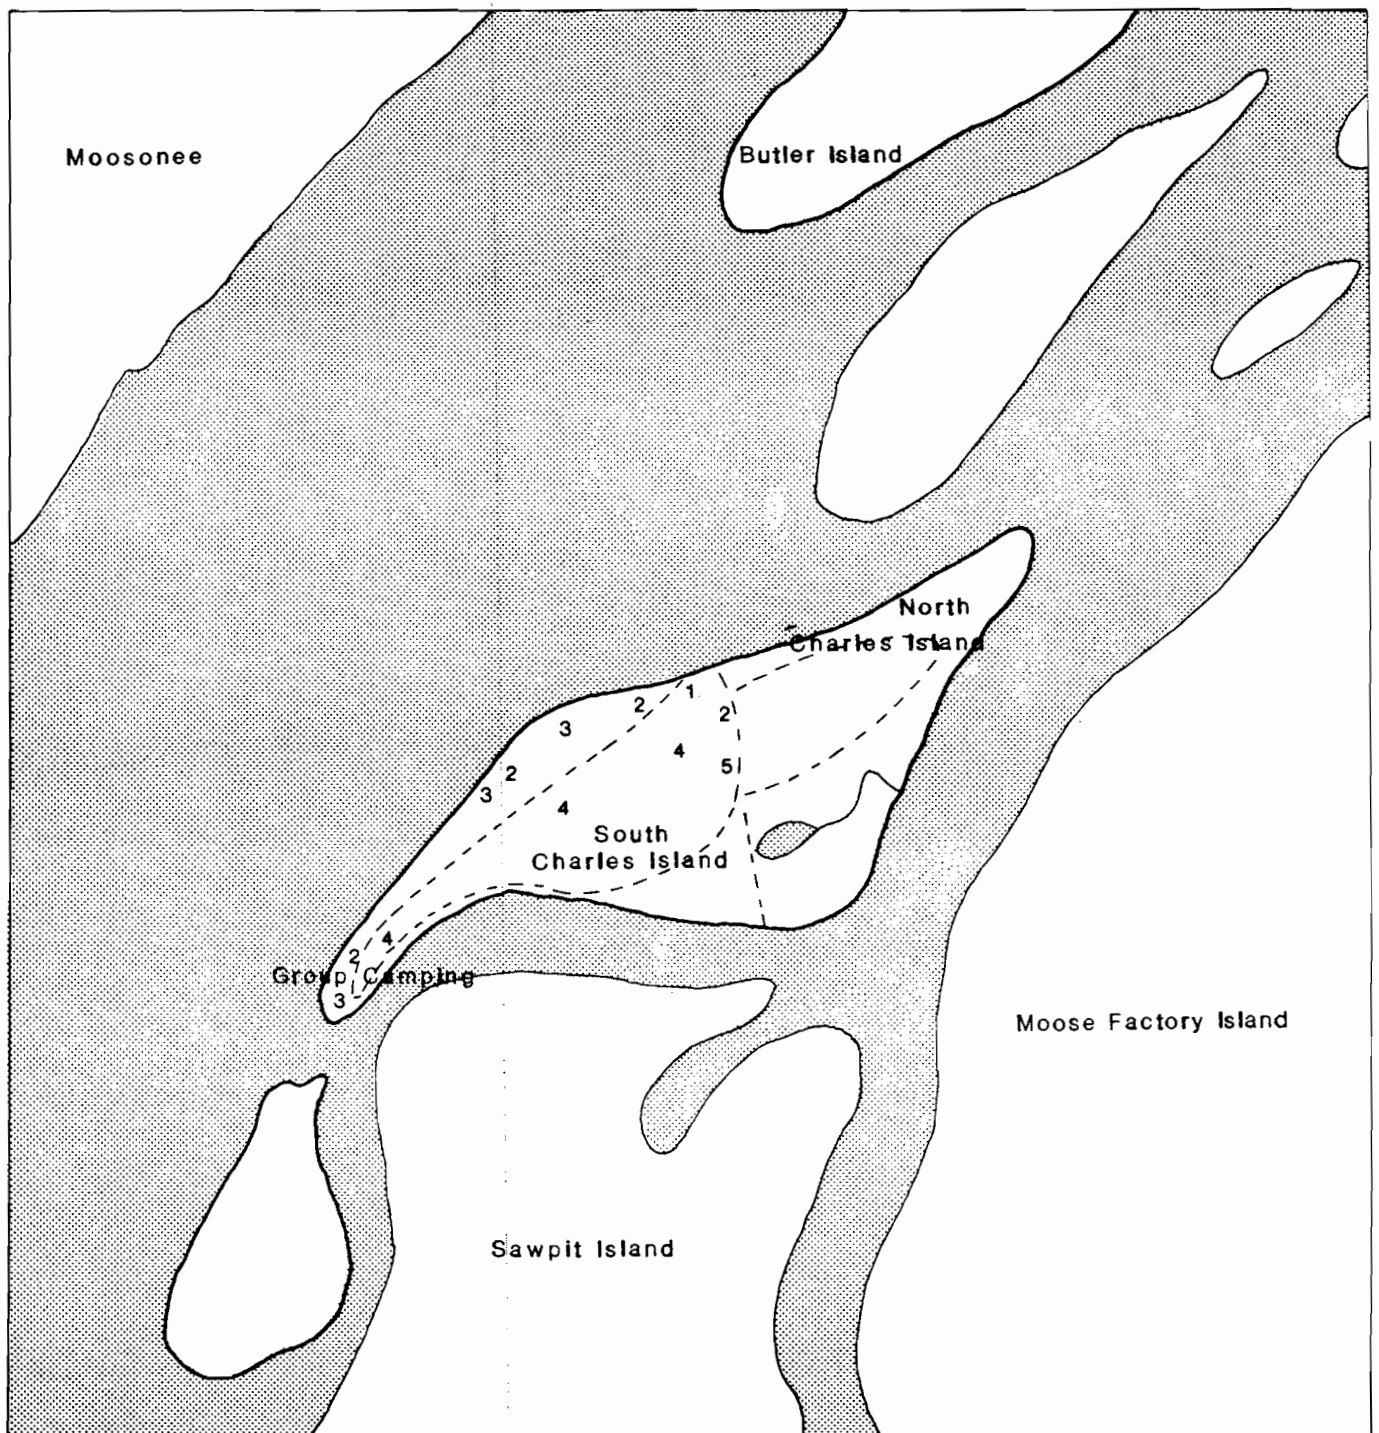 Moosonee
Butler Island
North
Charles Island
1
2
2
3
4
5
2
3
4
South
Charles Island
4
2
Group Camping
3
Moose Factory Island
Sawpit Island